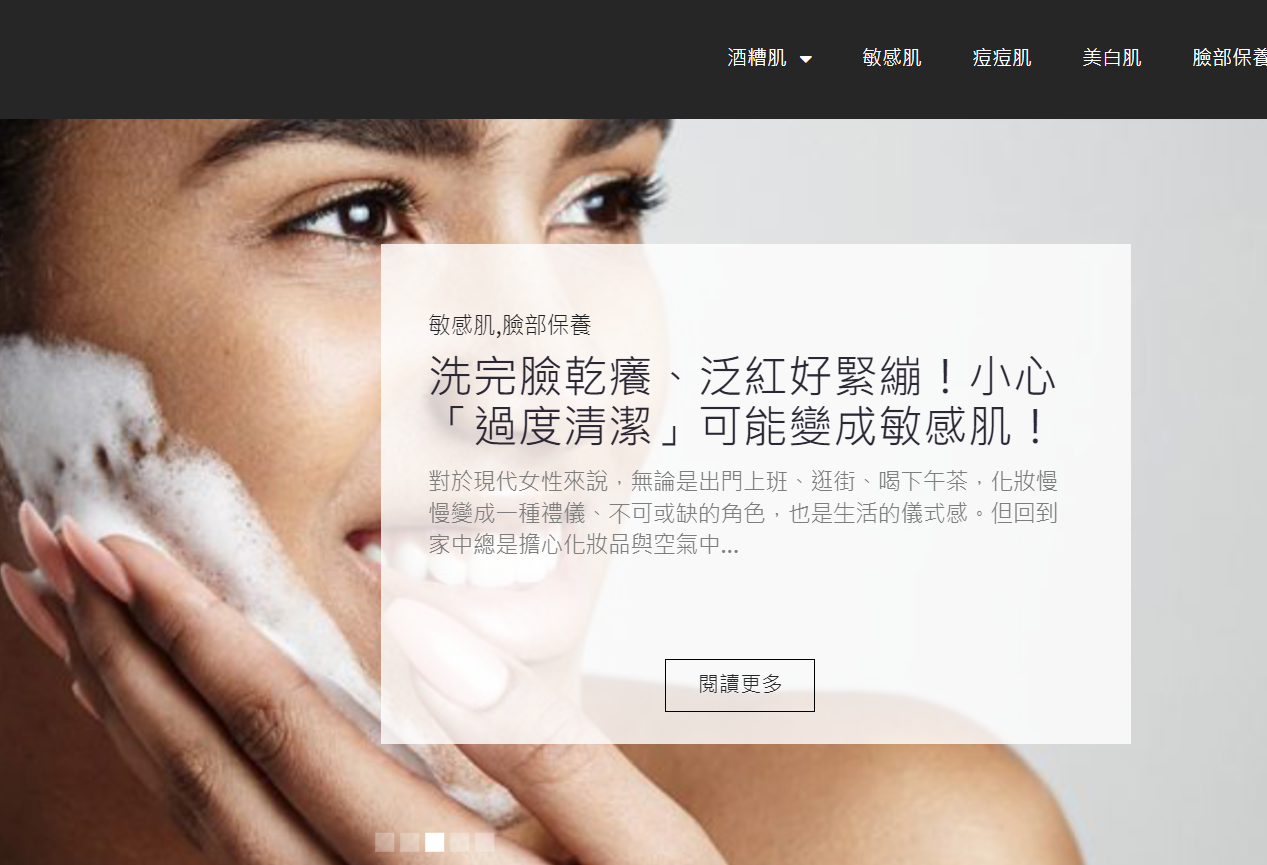 酒糟肌 敏感肌 痘痘肌 美白肌 臉部保養
敏感肌,臉部保養
洗完臉乾癢、泛紅好緊繃！小心
「過度清潔」可能變成敏感肌！
對於現代女性來說，無論是出門上班、逛街、喝下午茶，化妝慢
慢變成一種禮儀、不可或缺的角色，也是生活的儀式感。但回到
家中總是擔心化妝品與空氣中...
閱讀更多